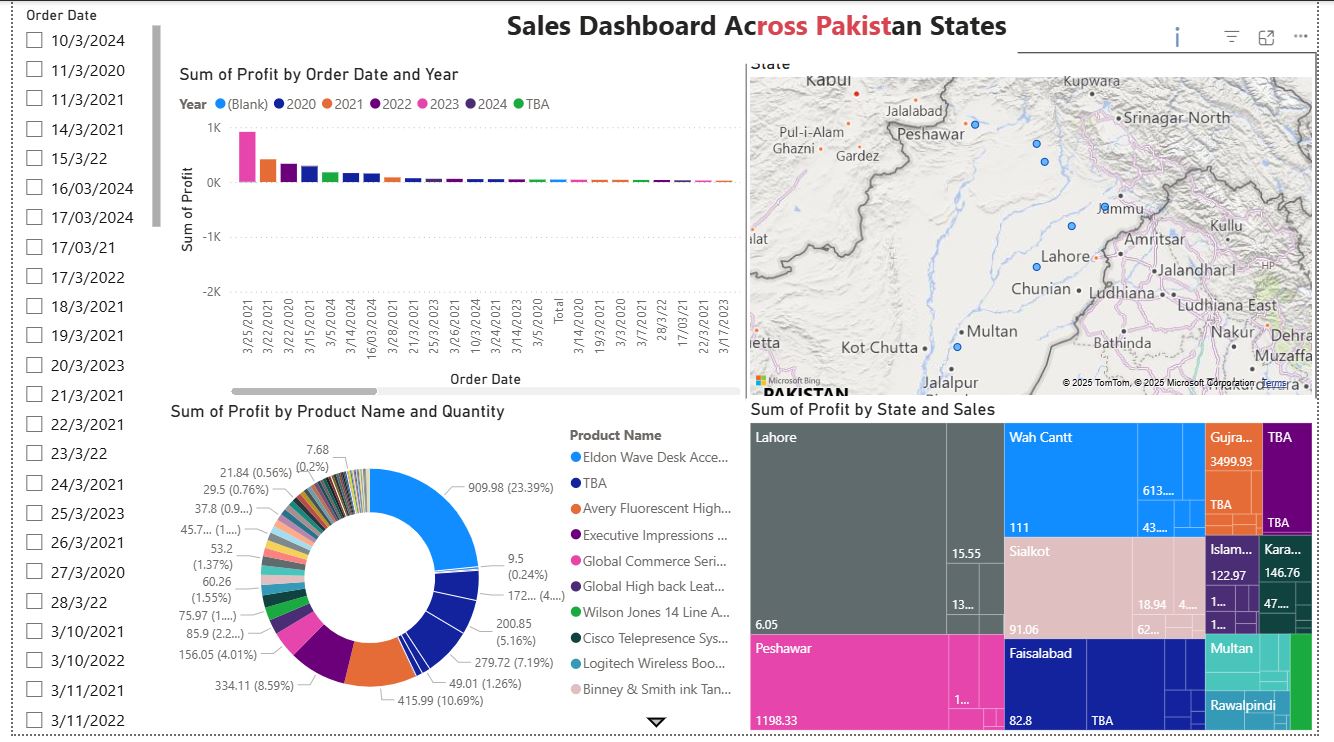 Order Date
10/3/2024
11/3/2020
11/3/2021
14/3/2021
15/3/22
16/03/2024
17/03/2024
17/03/21
17/3/2022
18/3/2021
19/3/2021
20/3/2023
21/3/2021
22/3/2021
23/3/22
24/3/2021
25/3/2023
26/3/2021
27/3/2020
28/3/22
3/10/2021
3/10/2022
3/11/2021
3/11/2022
Sales Dashboard Across Pakistan States
Sum of Profit by Order Date and Year
Year (Blank) 2020 2021 2022 2023 2024 TBA
1K
0K
-1K
-2K
Sum of Profit
3/25/2021
3/22/2021
3/22/2020
3/15/2021
3/5/2024
3/14/2024
16/03/2024
3/28/2021
21/3/2021
25/3/2023
3/26/2021
10/3/2024
3/24/2021
3/14/2023
3/5/2020
Total
3/14/2020
19/3/2021
3/3/2020
3/7/2021
28/3/22
17/03/21
22/3/2021
3/17/2023
Order Date
State
Kabul
Kupwara
Jalalabad
Srinagar North
Pul-i-Alam
Peshawar
Ghazni
Gardez
Jammu
Kullu
lat
Amritsar
Lahore
Jalandhar I
HP
Chunian
Ludhiana
Ludhiana East
Multan
Nakur
Dehra
etta
Kot Chutta
Bathinda
Muzaffa
Jalalpur
Microsoft Bing
© 2025 TomTom, © 2025 Microsoft Corporation Terms
PAKISTAN
Sum of Profit by Product Name and Quantity
7.68
(0.2%)
21.84 (0.56%)
29.5 (0.76%)
37.8 (0.9...)
45.7... (1....)
53.2
(1.37%)
60.26
(1.55%)
75.97 (1....)
85.9 (2.2...)
156.05 (4.01%)
334.11 (8.59%)
415.99 (10.69%)
49.01 (1.26%)
279.72 (7.19%)
200.85
(5.16%)
172... (4....)
9.5
(0.24%)
909.98 (23.39%)
Product Name
Eldon Wave Desk Acce...
TBA
Avery Fluorescent High...
Executive Impressions ...
Global Commerce Seri...
Global High back Leat...
Wilson Jones 14 Line A...
Cisco Telepresence Sys...
Logitech Wireless Boo...
Binney & Smith ink Tan...
Sum of Profit by State and Sales
Lahore
15.55
13...
6.05
Peshawar
1...
1198.33
Wah Cantt
613....
111
43....
Sialkot
18.94
4....
91.06
62...
Faisalabad
82.8
TBA
Gujra...
3499.93
TBA
TBA
TBA
Islam...
122.97
1...
1...
Kara...
146.76
47....
Multan
Rawalpindi